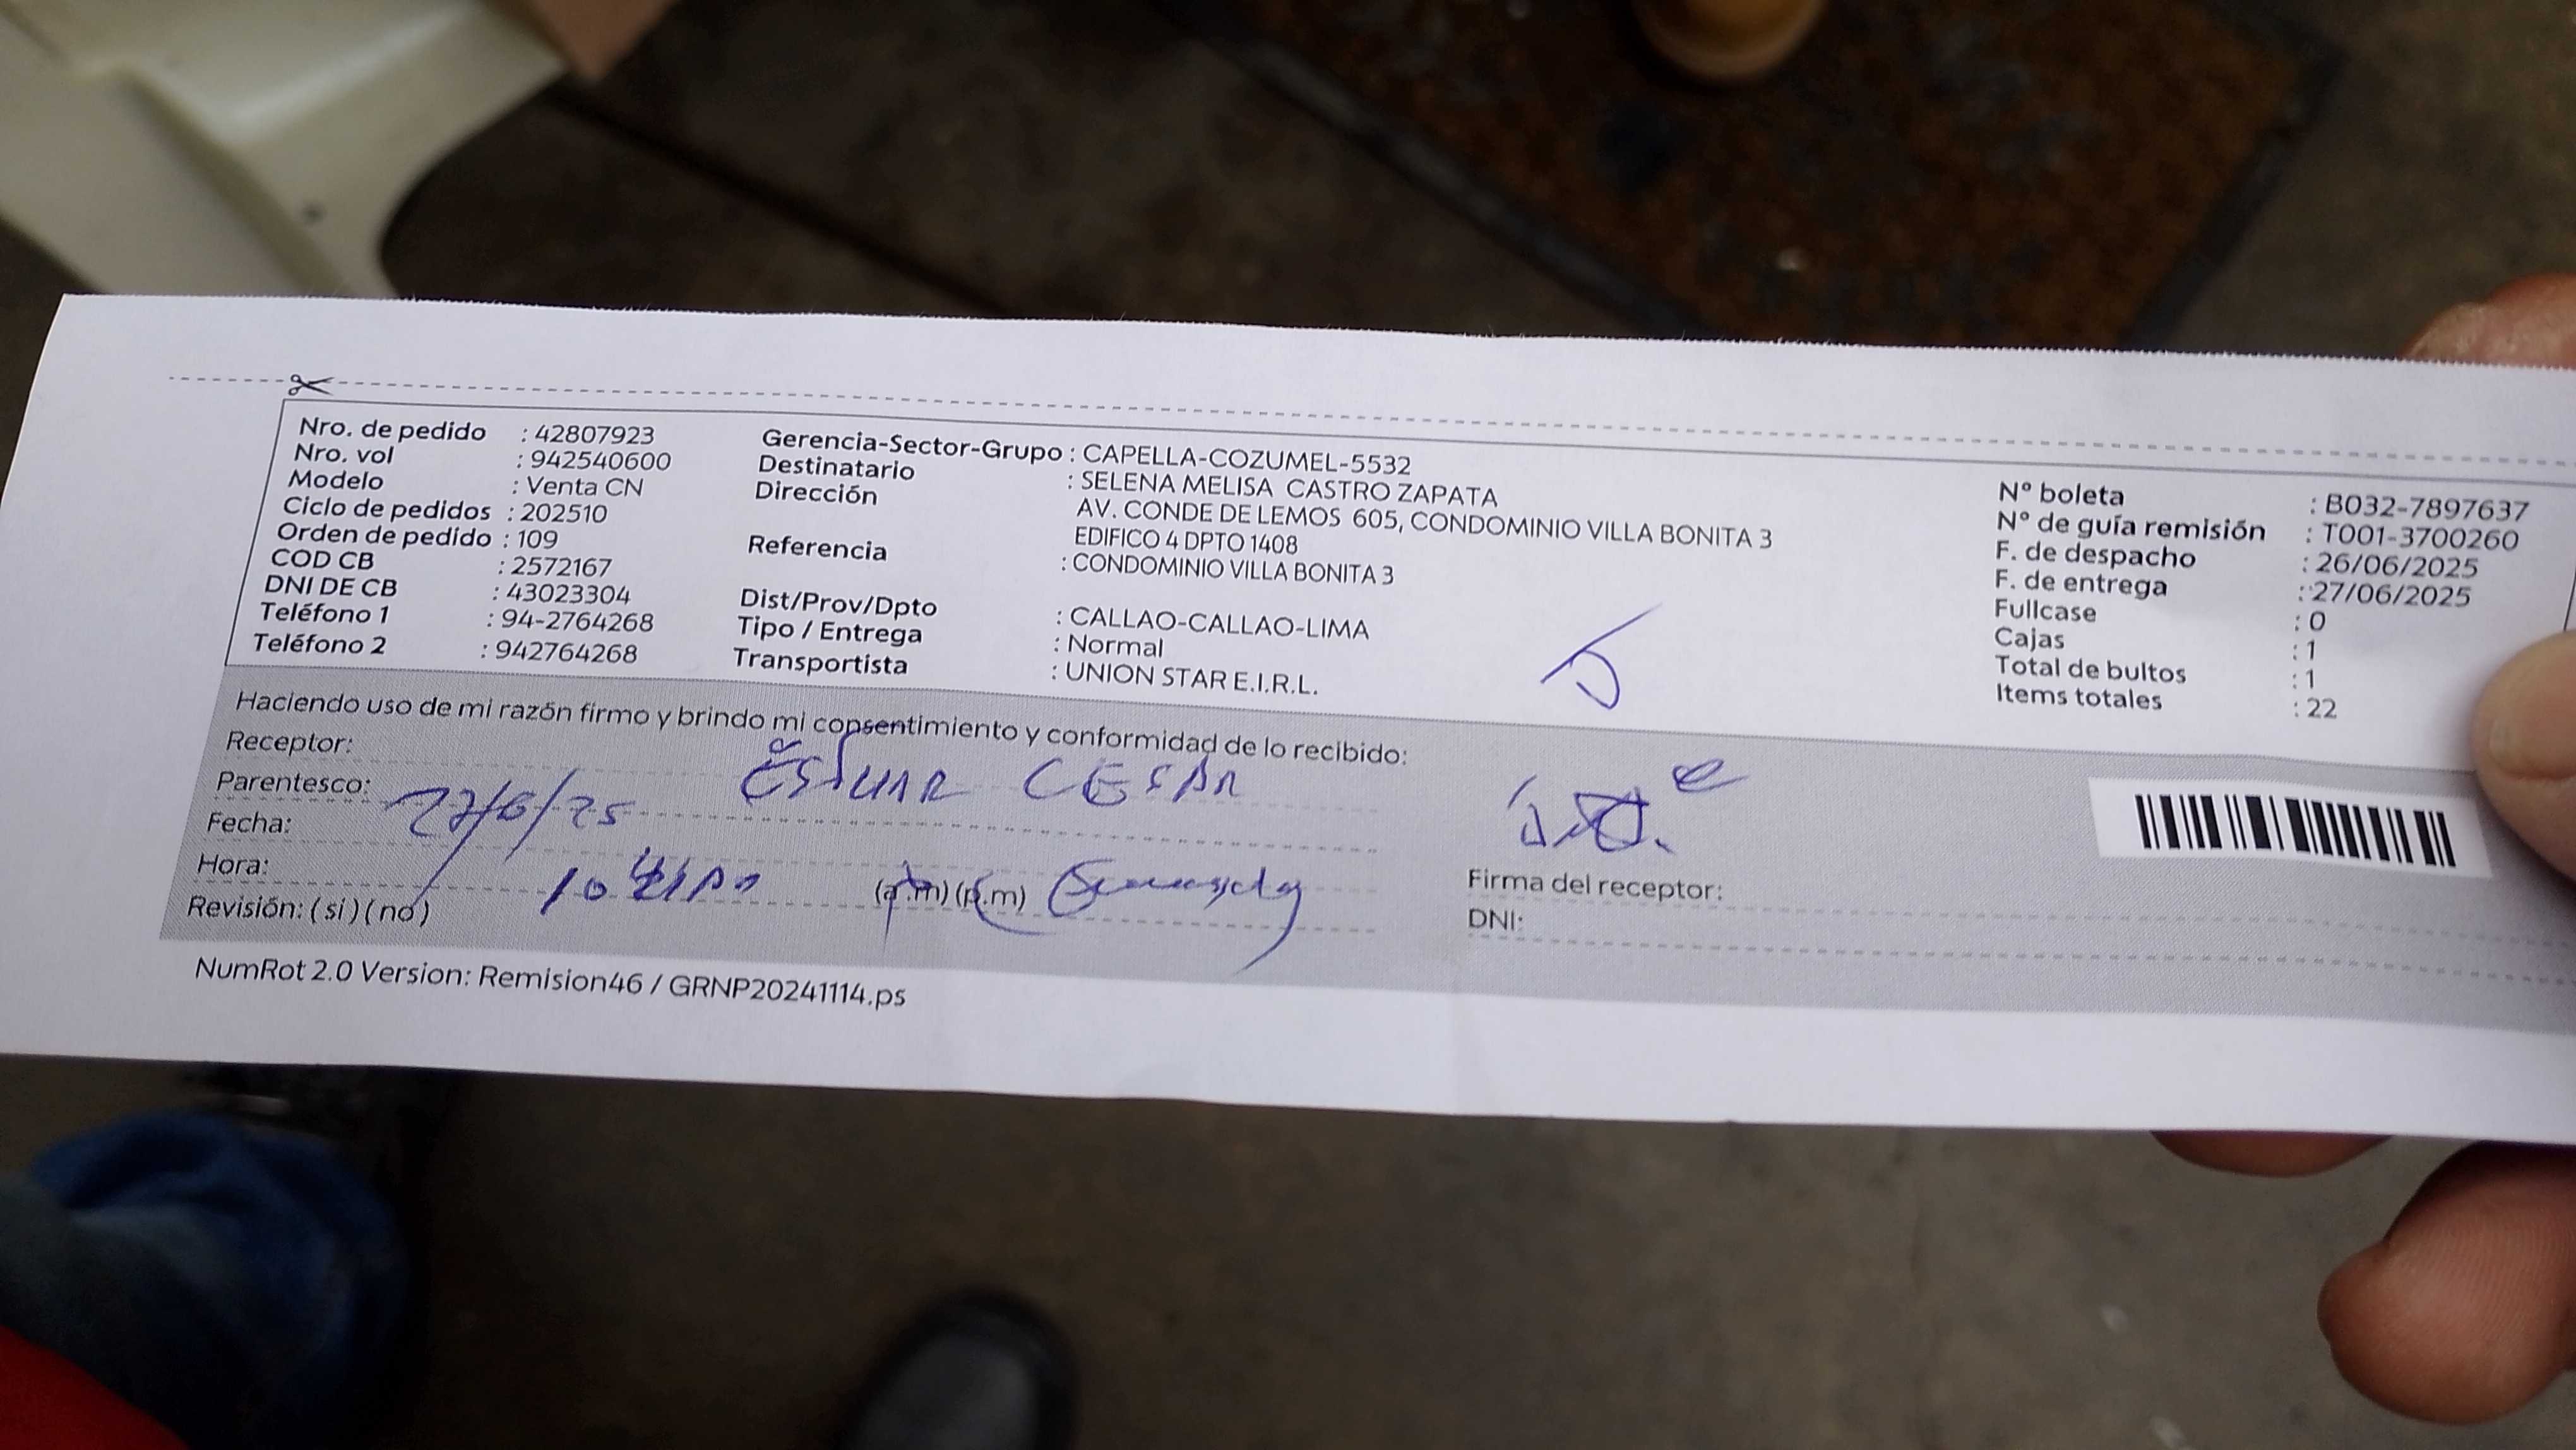 Nro. de pedido : 42807923
Nro. vol : 942540600
Modelo : Venta CN
Ciclo de pedidos : 202510
Orden de pedido : 109
COD CB : 2572167
DNI DE CB : 43023304
Teléfono 1 : 94-2764268
Teléfono 2 : 942764268
Gerencia-Sector-Grupo : CAPELLA-COZUMEL-5532
Destinatario : SELENA MELISA CASTRO ZAPATA
Dirección AV. CONDE DE LEMOS 605, CONDOMINIO VILLA BONITA 3
EDIFICO 4 DPTO 1408
Referencia : CONDOMINIO VILLA BONITA 3
Dist/Prov/Dpto : CALLAO-CALLAO-LIMA
Tipo / Entrega : Normal
Transportista : UNION STAR E.I.R.L.
N° boleta : B032-7897637
N° de guía remisión : T001-3700260
F. de despacho : 26/06/2025
F. de entrega : 27/06/2025
Fullcase : 0
Cajas : 1
Total de bultos : 1
Items totales : 22
Haciendo uso de mi razón firmo y brindo mi consentimiento y conformidad de lo recibido:
Receptor:
CESAR
Parentesco:
27/6/25
Fecha:
Hora: 10 (a.m) (p.m)
Revisión: ( si ) ( no )
Firma del receptor:
DNI:
NumRot 2.0 Version: Remision46 / GRNP20241114.ps